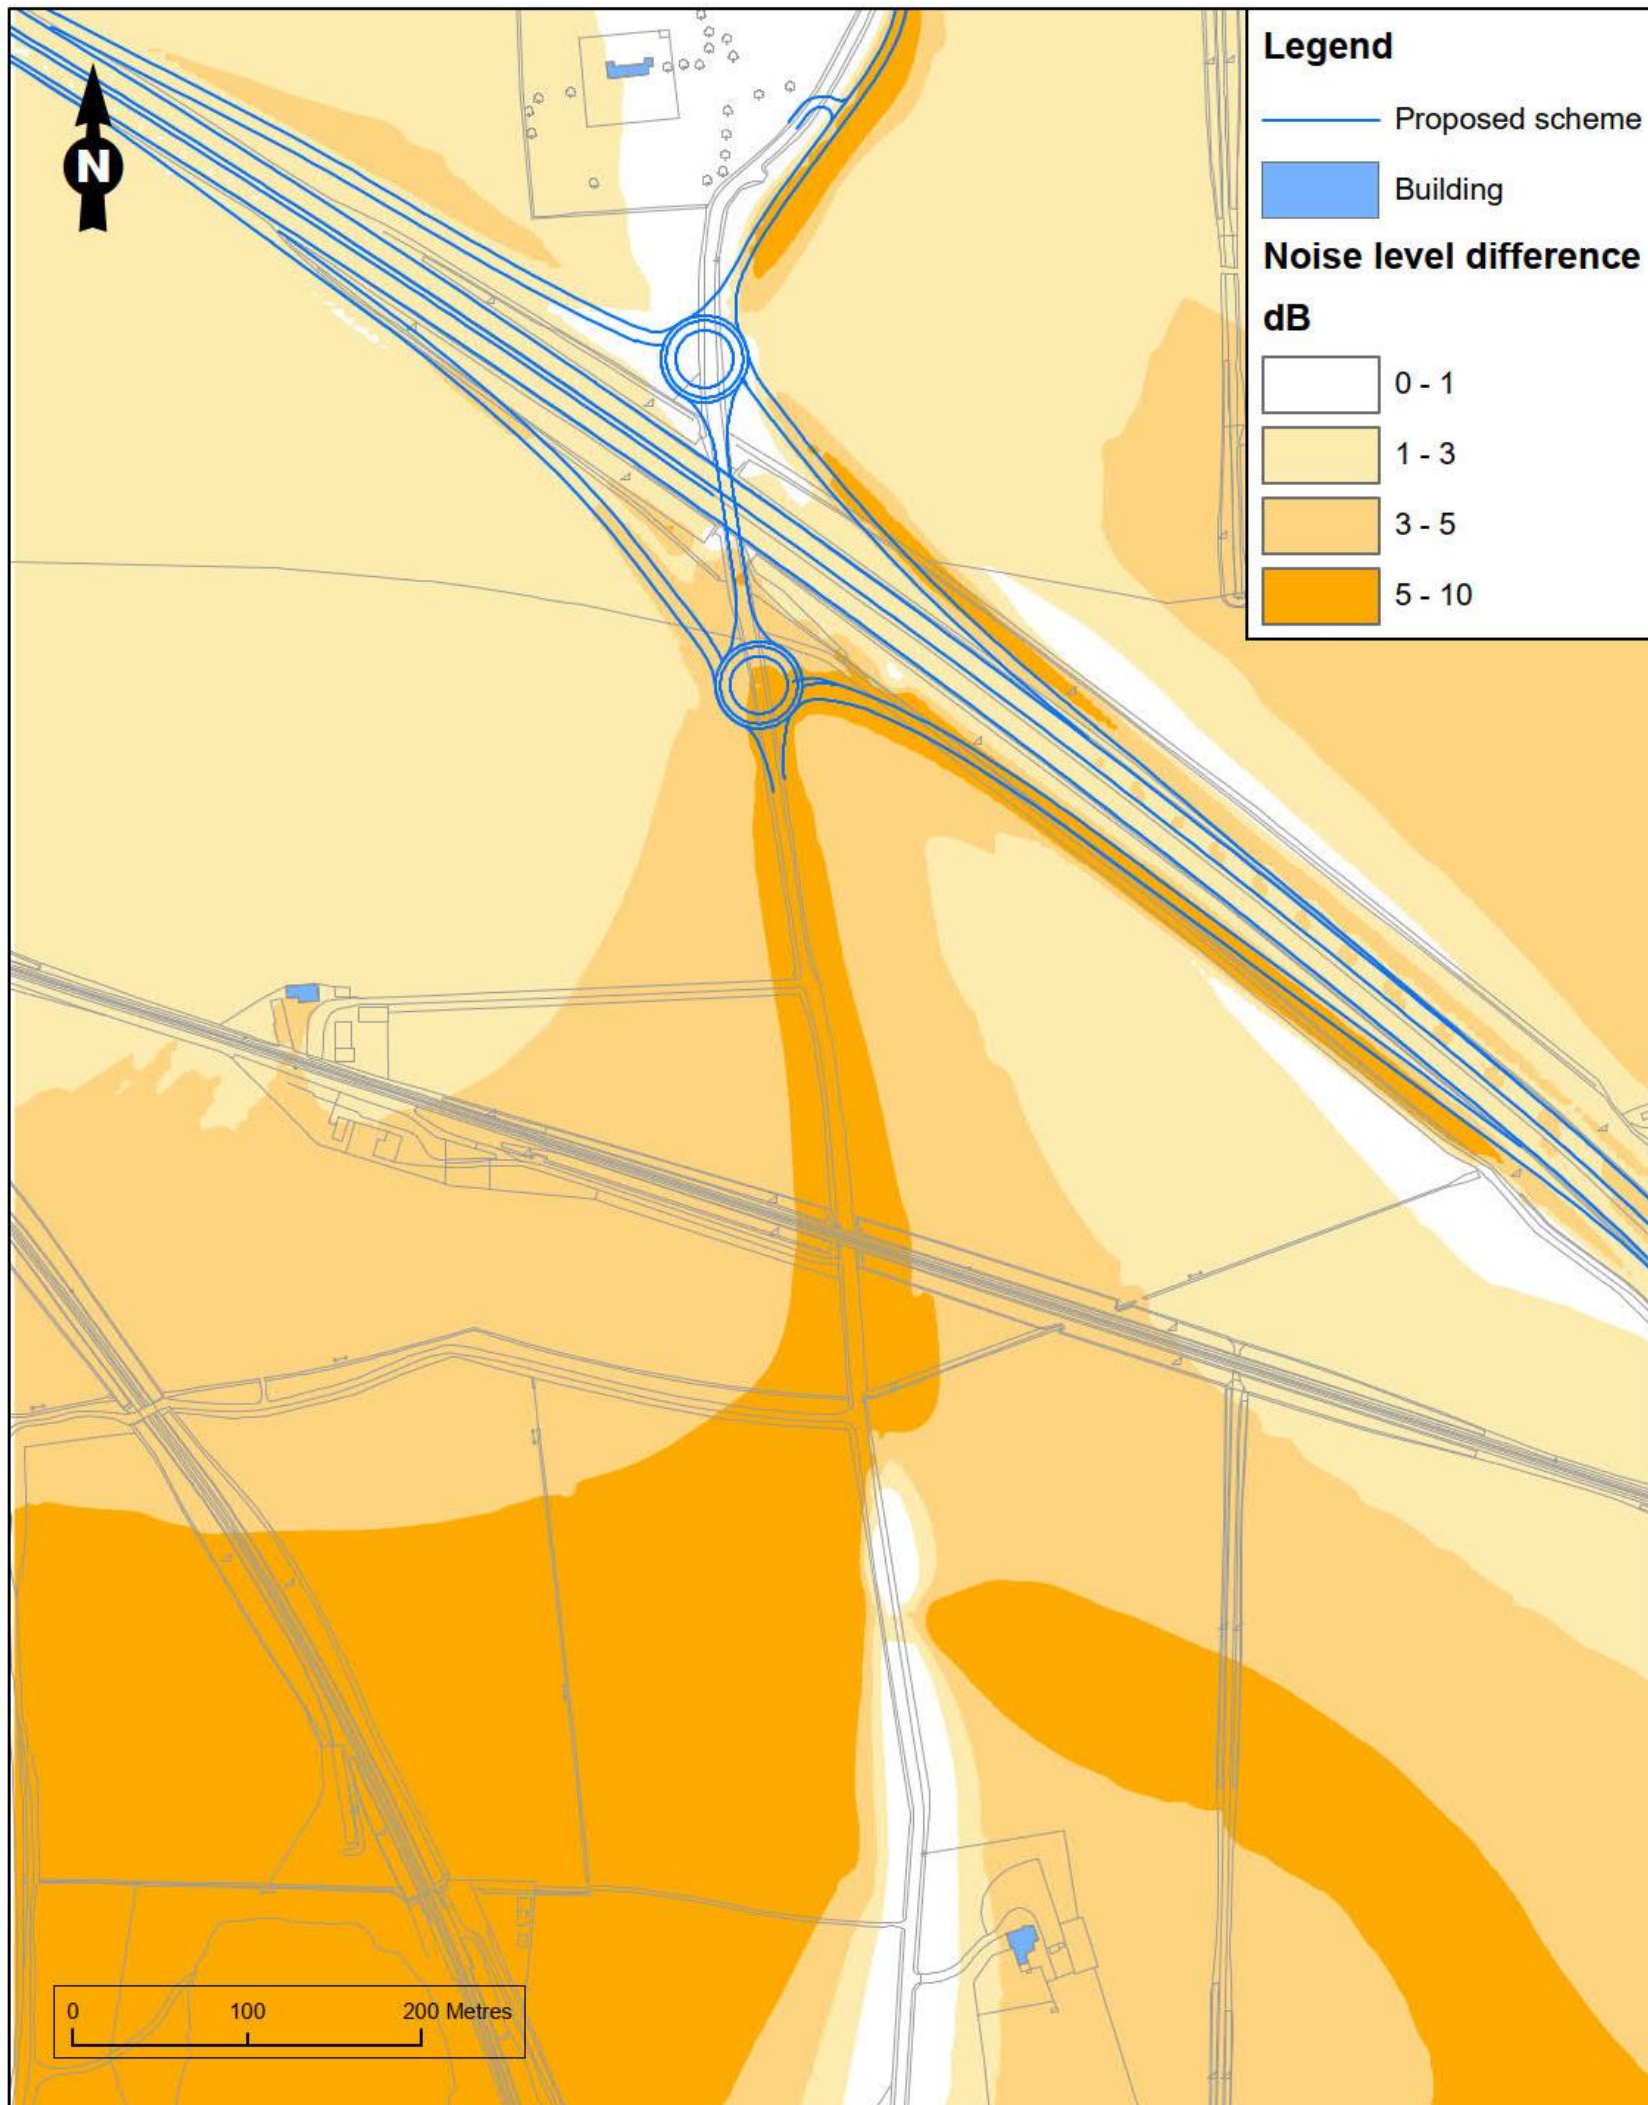 Legend
Proposed scheme
Building
Noise level difference
dB
0 - 1
1 - 3
3 - 5
5 - 10
N
0 100 200 Metres